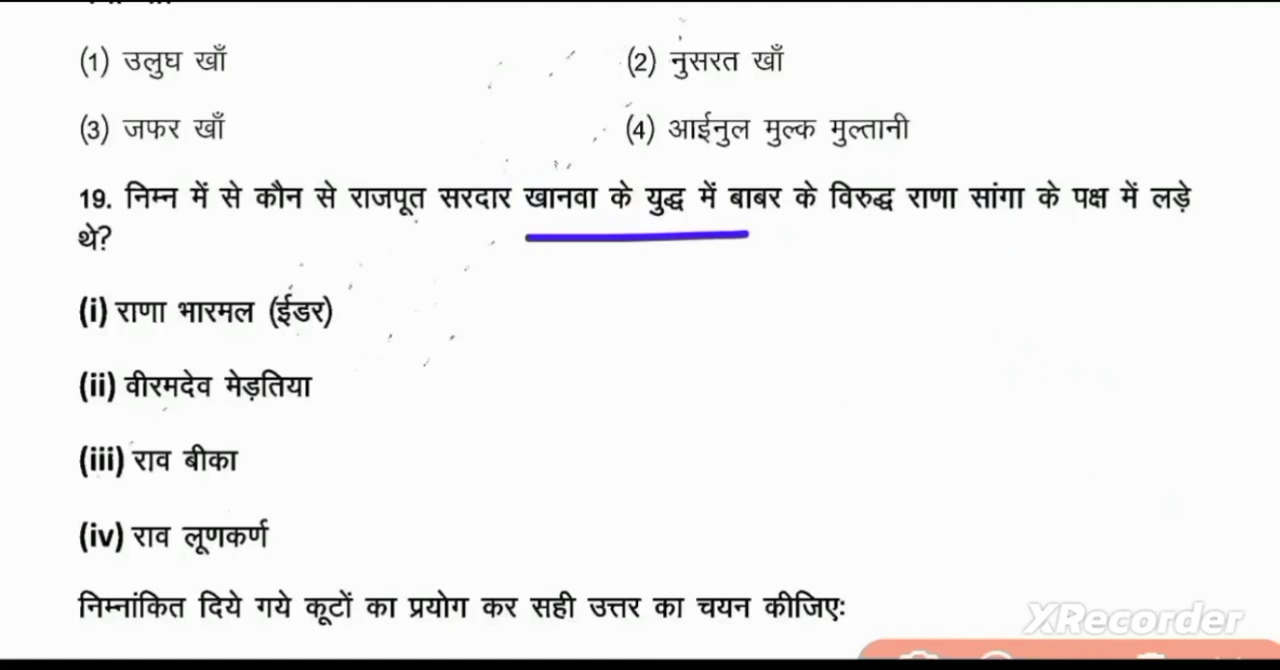 (1) उलुघ खाँ (2) नुसरत खाँ
(3) जफर खाँ (4) आईनुल मुल्क मुल्तानी
19. निम्न में से कौन से राजपूत सरदार खानवा के युद्ध में बाबर के विरुद्ध राणा सांगा के पक्ष में लड़े
थे?
(i) राणा भारमल (ईडर)
(ii) वीरमदेव मेड़तिया
(iii) राव बीका
(iv) राव लूणकर्ण
निम्नांकित दिये गये कूटों का प्रयोग कर सही उत्तर का चयन कीजिएः
XRecorder